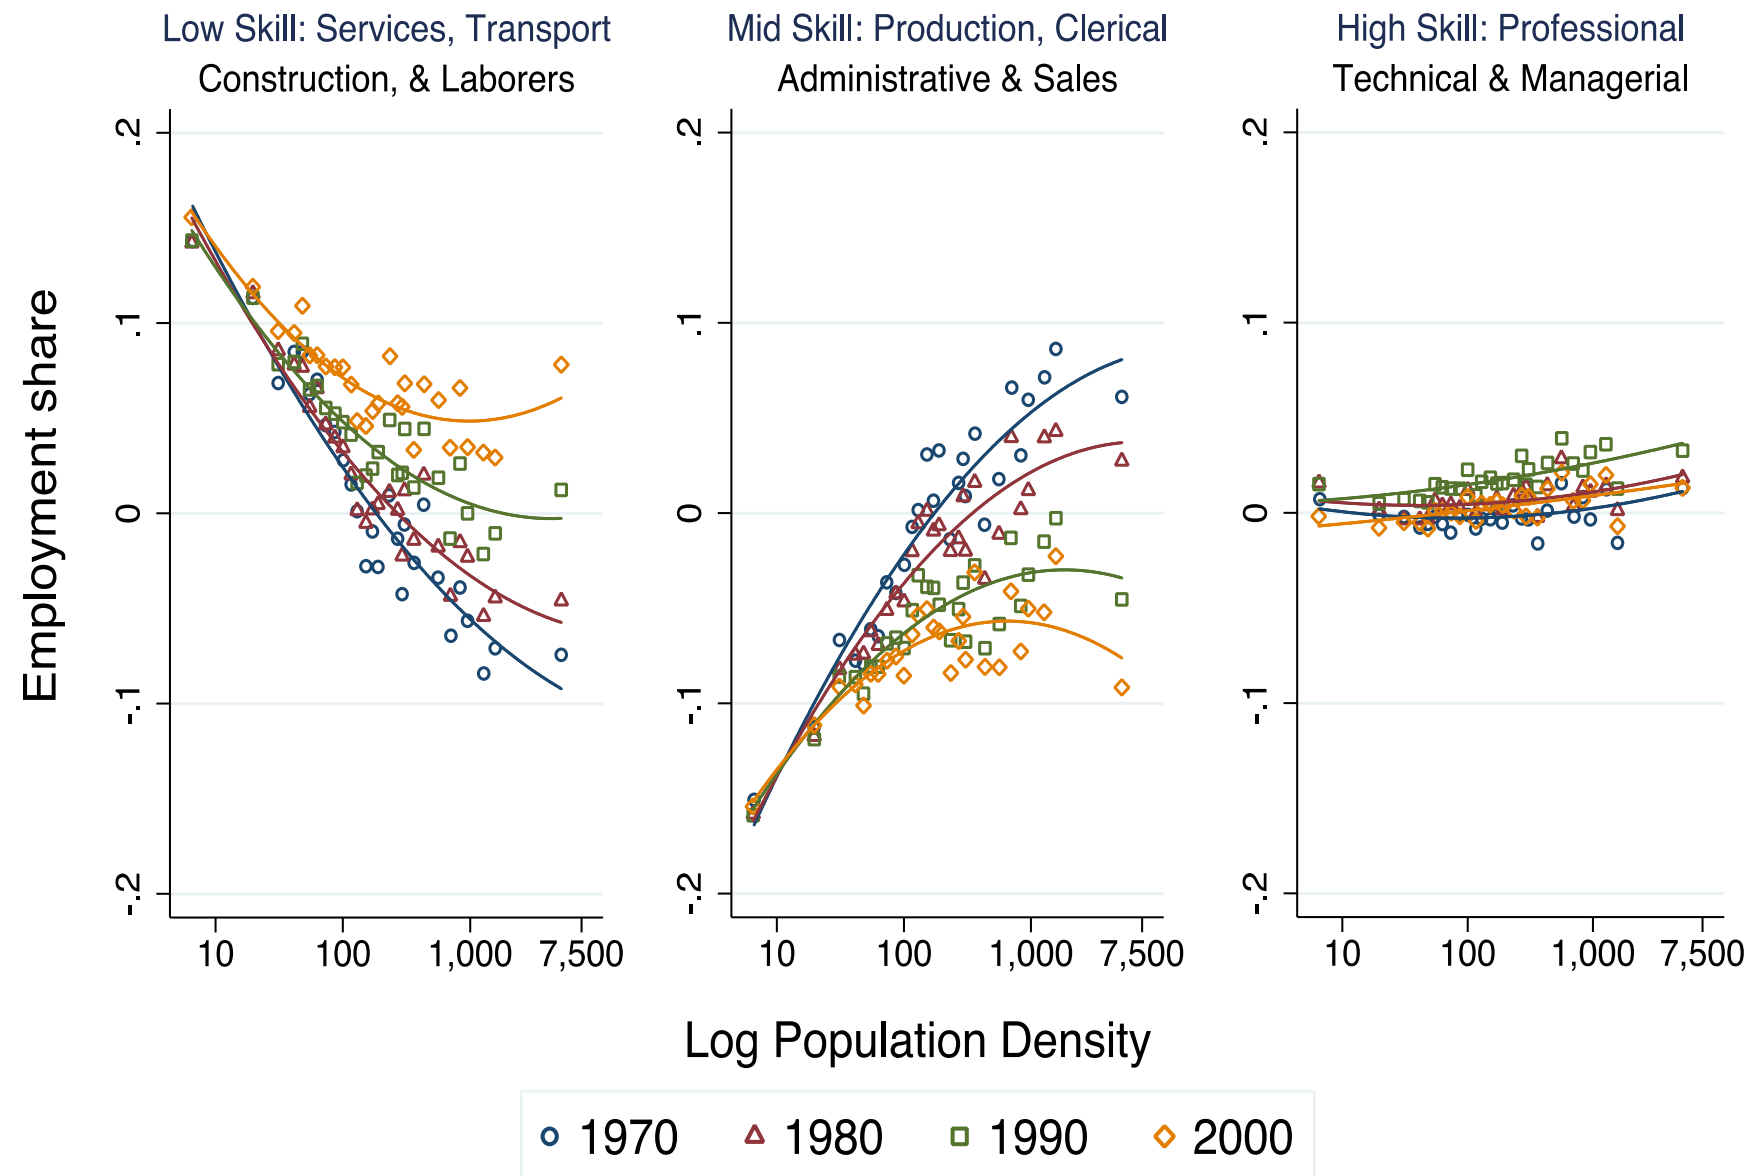 Low Skill: Services, Transport
Construction, & Laborers
Mid Skill: Production, Clerical
Administrative & Sales
High Skill: Professional
Technical & Managerial
Employment share
.2
.1
0
-.1
-.2
10 100 1,000 7,500
.2
.1
0
-.1
-.2
10 100 1,000 7,500
.2
.1
0
-.1
-.2
10 100 1,000 7,500
Log Population Density
1970 1980 1990 2000